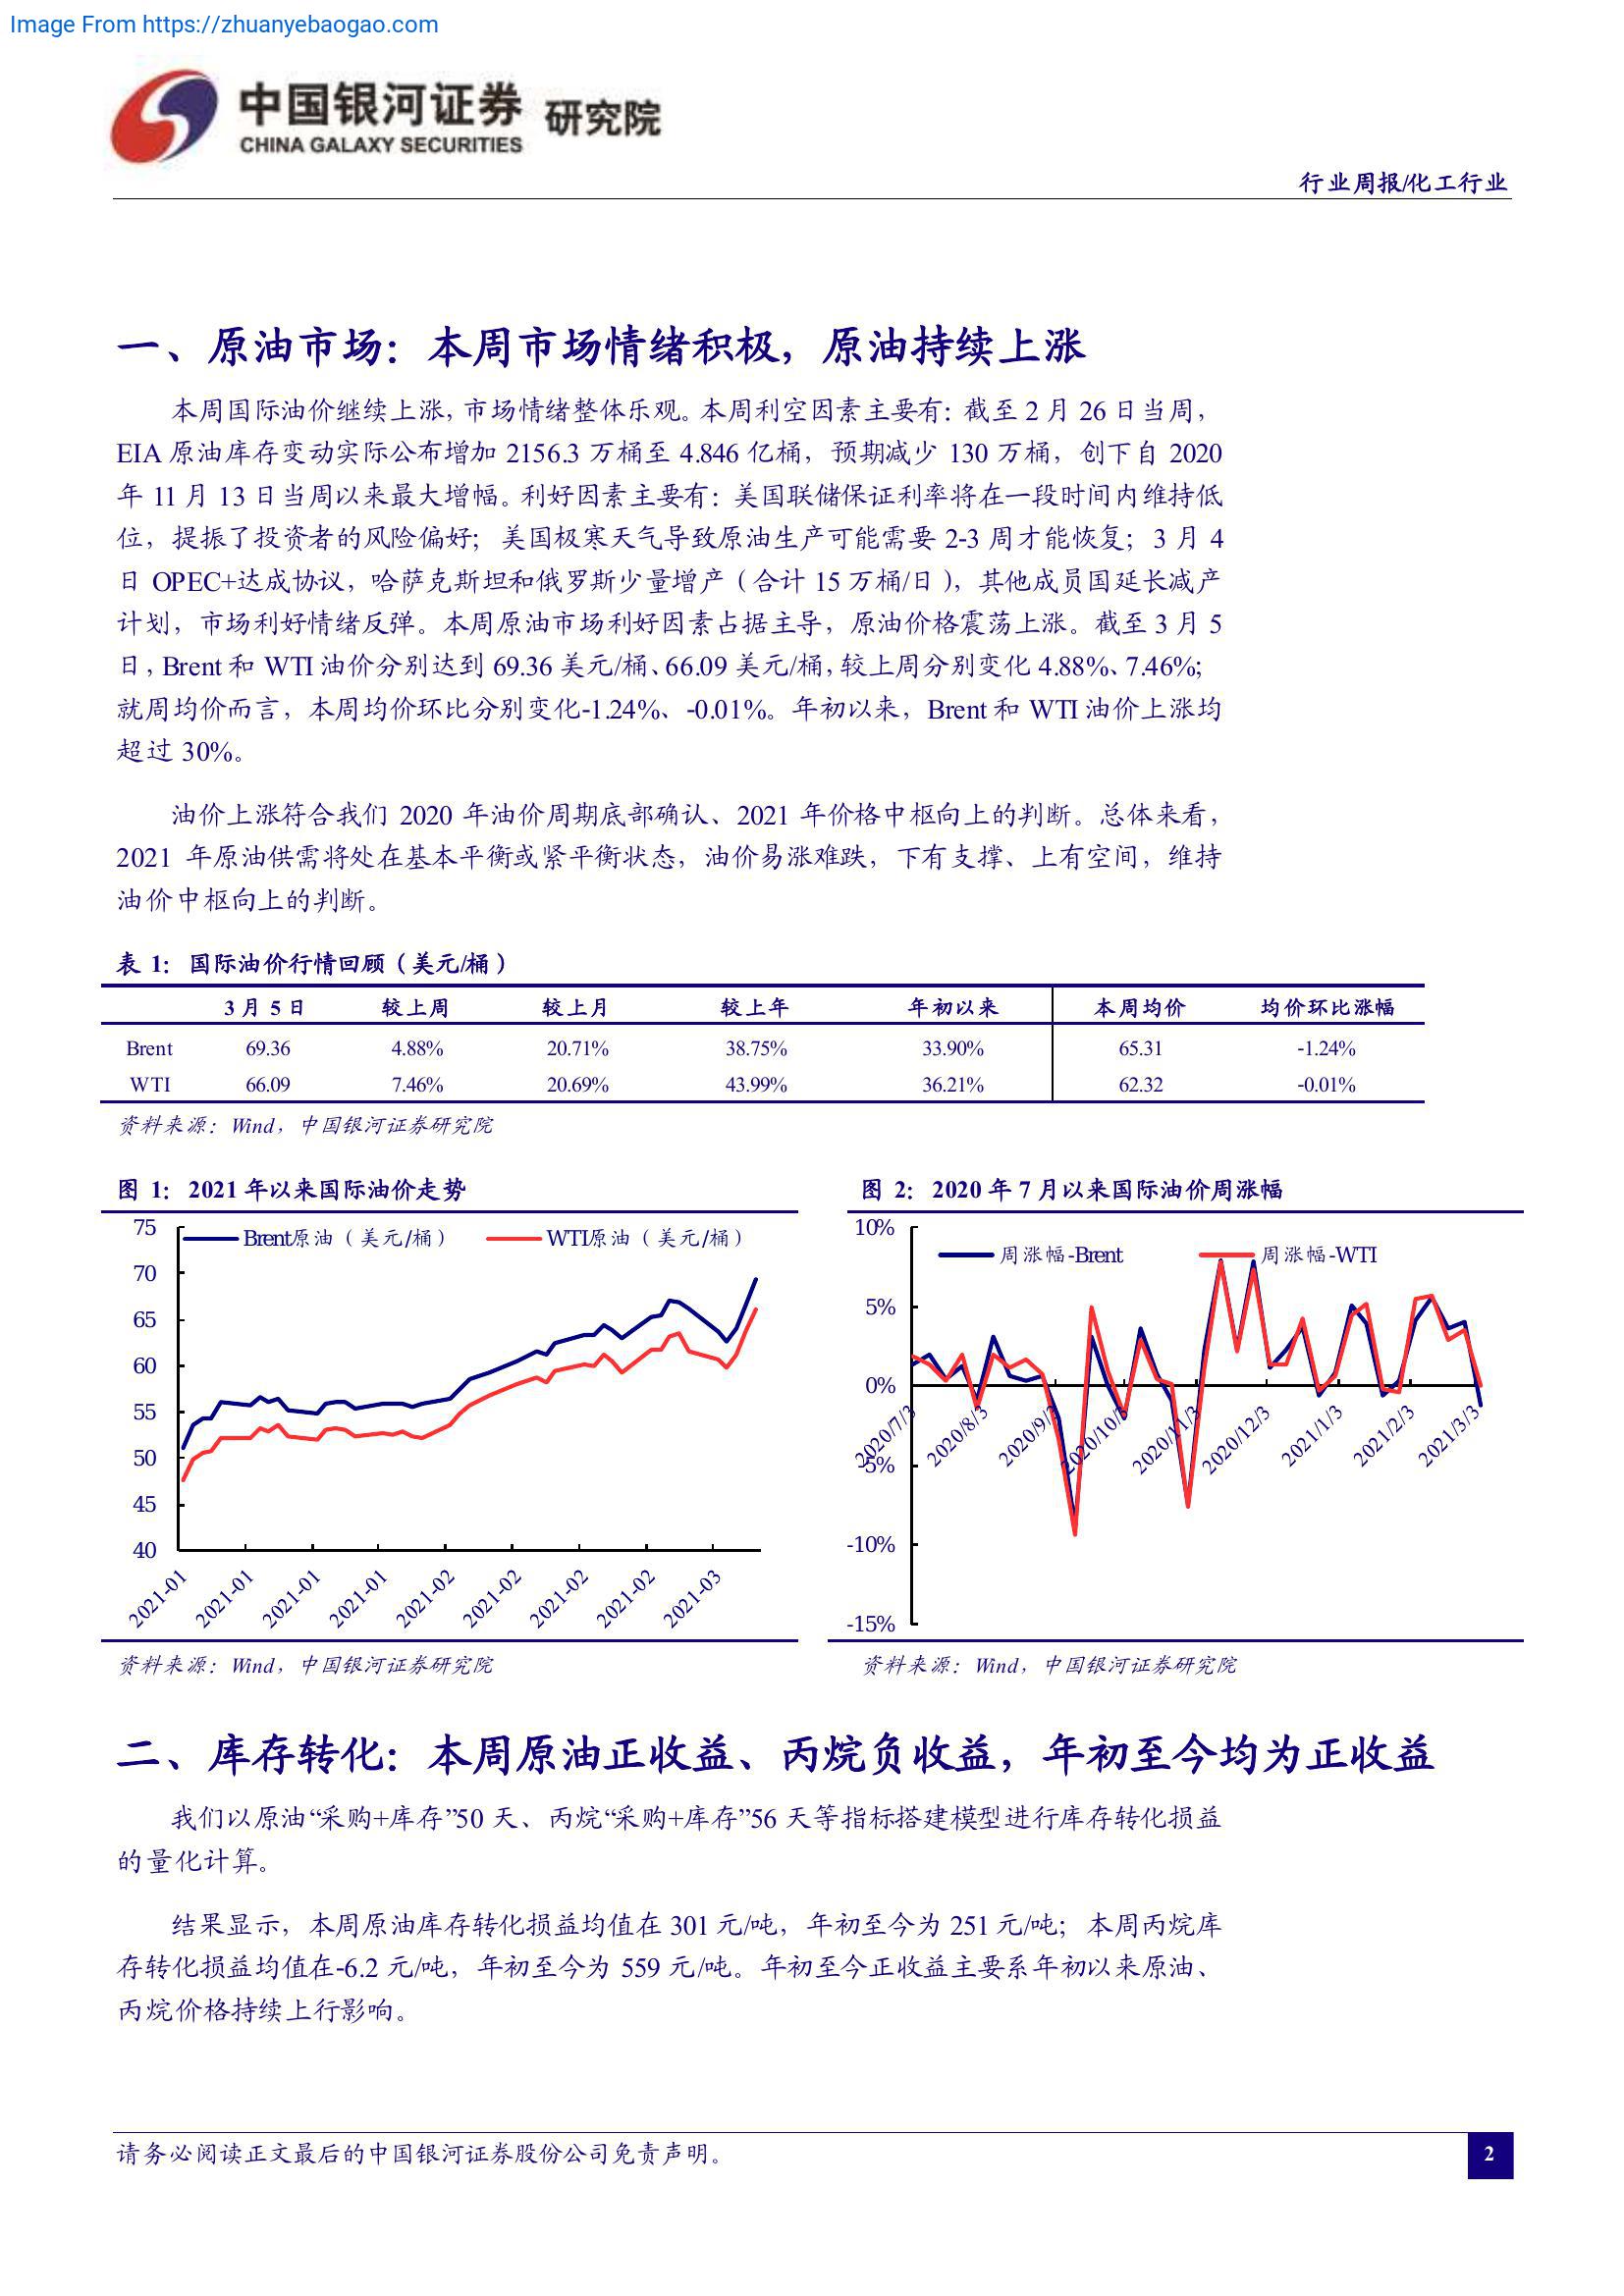 Image From https://zhuanyebaogao.com
中国银河证券 研究院
CHINA GALAXY SECURITIES
行业周报/化工行业
一、原油市场：本周市场情绪积极，原油持续上涨
本周国际油价继续上涨，市场情绪整体乐观。本周利空因素主要有：截至 2 月 26 日当周，
EIA 原油库存变动实际公布增加 2156.3 万桶至 4.846 亿桶，预期减少 130 万桶，创下自 2020
年 11 月 13 日当周以来最大增幅。利好因素主要有：美国联储保证利率将在一段时间内维持低
位，提振了投资者的风险偏好；美国极寒天气导致原油生产可能需要 2-3 周才能恢复；3 月 4
日 OPEC+达成协议，哈萨克斯坦和俄罗斯少量增产（合计 15 万桶/日），其他成员国延长减产
计划，市场利好情绪反弹。本周原油市场利好因素占据主导，原油价格震荡上涨。截至 3 月 5
日，Brent 和 WTI 油价分别达到 69.36 美元/桶、66.09 美元/桶，较上周分别变化 4.88%、7.46%;
就周均价而言，本周均价环比分别变化-1.24%、-0.01%。年初以来，Brent 和 WTI 油价上涨均
超过 30%。
油价上涨符合我们 2020 年油价周期底部确认、2021 年价格中枢向上的判断。总体来看，
2021 年原油供需将处在基本平衡或紧平衡状态，油价易涨难跌，下有支撑、上有空间，维持
油价中枢向上的判断。
表 1：国际油价行情回顾（美元/桶）
3 月 5 日 较上周 较上月 较上年 年初以来 本周均价 均价环比涨幅
Brent 69.36 4.88% 20.71% 38.75% 33.90% 65.31 -1.24%
WTI 66.09 7.46% 20.69% 43.99% 36.21% 62.32 -0.01%
资料来源：Wind，中国银河证券研究院
图 1：2021 年以来国际油价走势
Brent原油（美元/桶） WTI原油（美元/桶）
75
70
65
60
55
50
45
40
2021-01 2021-01 2021-01 2021-01 2021-02 2021-02 2021-02 2021-02 2021-03
资料来源：Wind，中国银河证券研究院
图 2：2020 年 7 月以来国际油价周涨幅
周涨幅-Brent 周涨幅-WTI
10%
5%
0%
-5%
-10%
-15%
2020/7/3 2020/8/3 2020/9/3 2020/10/3 2020/11/3 2020/12/3 2021/1/3 2021/2/3 2021/3/3
资料来源：Wind，中国银河证券研究院
二、库存转化：本周原油正收益、丙烷负收益，年初至今均为正收益
我们以原油“采购+库存”50 天、丙烷“采购+库存”56 天等指标搭建模型进行库存转化损益
的量化计算。
结果显示，本周原油库存转化损益均值在 301 元/吨，年初至今为 251 元/吨；本周丙烷库
存转化损益均值在-6.2 元/吨，年初至今为 559 元/吨。年初至今正收益主要系年初以来原油、
丙烷价格持续上行影响。
请务必阅读正文最后的中国银河证券股份公司免责声明。
2